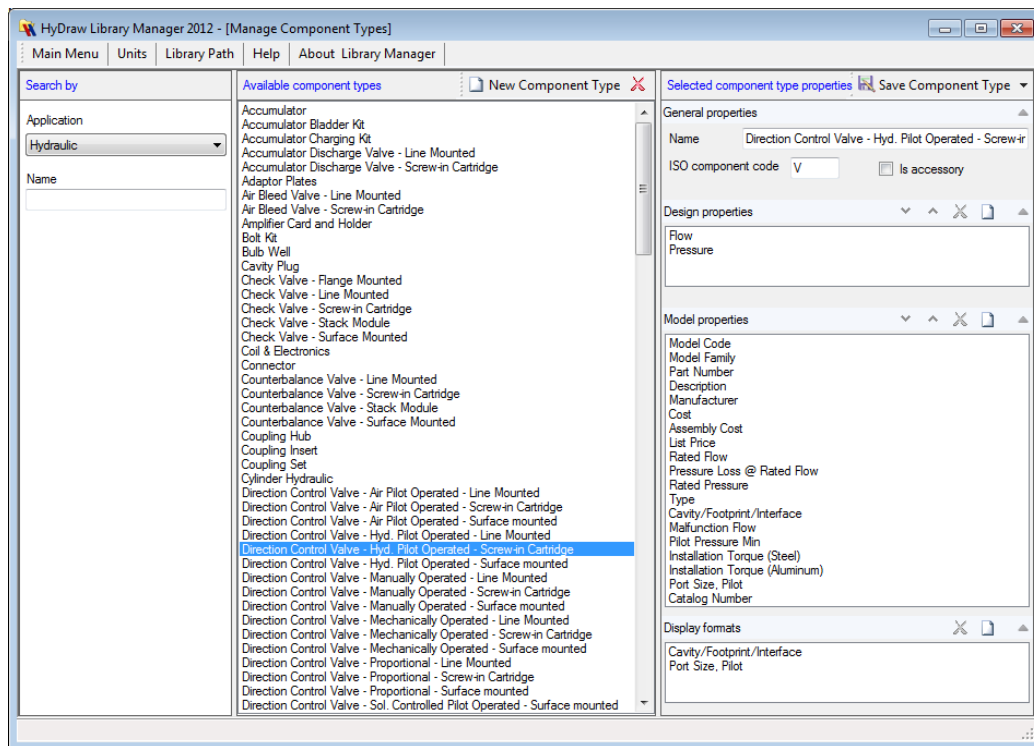 HyDraw Library Manager 2012 - [Manage Component Types]
Main Menu Units Library Path Help About Library Manager
Search by
Application
Hydraulic
Name
Available component types
New Component Type
Accumulator
Accumulator Bladder Kit
Accumulator Charging Kit
Accumulator Discharge Valve - Line Mounted
Accumulator Discharge Valve - Screw-in Cartridge
Adaptor Plates
Air Bleed Valve - Line Mounted
Air Bleed Valve - Screw-in Cartridge
Amplifier Card and Holder
Bolt Kit
Bulb Well
Cavity Plug
Check Valve - Flange Mounted
Check Valve - Line Mounted
Check Valve - Screw-in Cartridge
Check Valve - Stack Module
Check Valve - Surface Mounted
Coil & Electronics
Connector
Counterbalance Valve - Line Mounted
Counterbalance Valve - Screw-in Cartridge
Counterbalance Valve - Stack Module
Counterbalance Valve - Surface Mounted
Coupling Hub
Coupling Insert
Coupling Set
Cylinder Hydraulic
Direction Control Valve - Air Pilot Operated - Line Mounted
Direction Control Valve - Air Pilot Operated - Screw-in Cartridge
Direction Control Valve - Air Pilot Operated - Surface mounted
Direction Control Valve - Hyd. Pilot Operated - Line Mounted
Direction Control Valve - Hyd. Pilot Operated - Screw-in Cartridge
Direction Control Valve - Hyd. Pilot Operated - Surface mounted
Direction Control Valve - Manually Operated - Line Mounted
Direction Control Valve - Manually Operated - Screw-in Cartridge
Direction Control Valve - Manually Operated - Surface mounted
Direction Control Valve - Mechanically Operated - Line Mounted
Direction Control Valve - Mechanically Operated - Screw-in Cartridge
Direction Control Valve - Mechanically Operated - Surface mounted
Direction Control Valve - Proportional - Line Mounted
Direction Control Valve - Proportional - Screw-in Cartridge
Direction Control Valve - Proportional - Surface mounted
Direction Control Valve - Sol. Controlled Pilot Operated - Surface mounted
Selected component type properties
Save Component Type
General properties
Name Direction Control Valve - Hyd. Pilot Operated - Screw-in
ISO component code V Is accessory
Design properties
Flow
Pressure
Model properties
Model Code
Model Family
Part Number
Description
Manufacturer
Cost
Assembly Cost
List Price
Rated Flow
Pressure Loss @ Rated Flow
Rated Pressure
Type
Cavity/Footprint/Interface
Malfunction Flow
Pilot Pressure Min
Installation Torque (Steel)
Installation Torque (Aluminum)
Port Size, Pilot
Catalog Number
Display formats
Cavity/Footprint/Interface
Port Size, Pilot